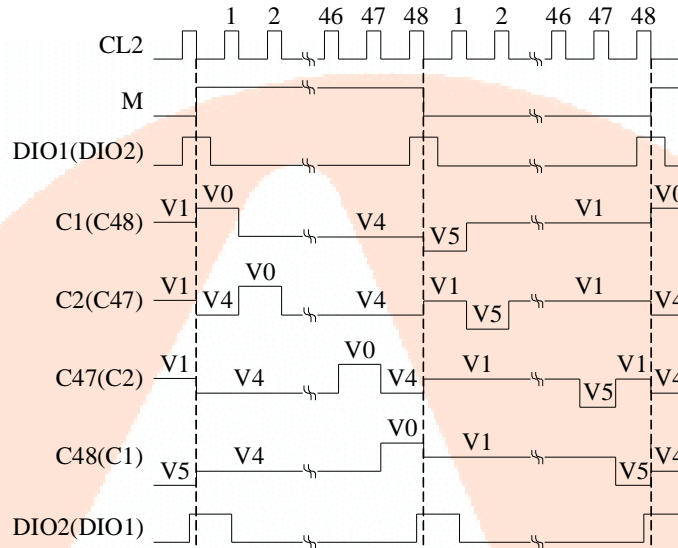 1 2 46 47 48 1 2 46 47 48
CL2
M
DIO1(DIO2)
V1 V0 V1 V0
C1(C48) V4
V5
V0
V1 V1
C2(C47) V4 V4 V5 V4
V0
V1 V1 V1
C47(C2) V4 V4 V5 V4
V0 V1
C48(C1) V4
V5 V5 V4
DIO2(DIO1)